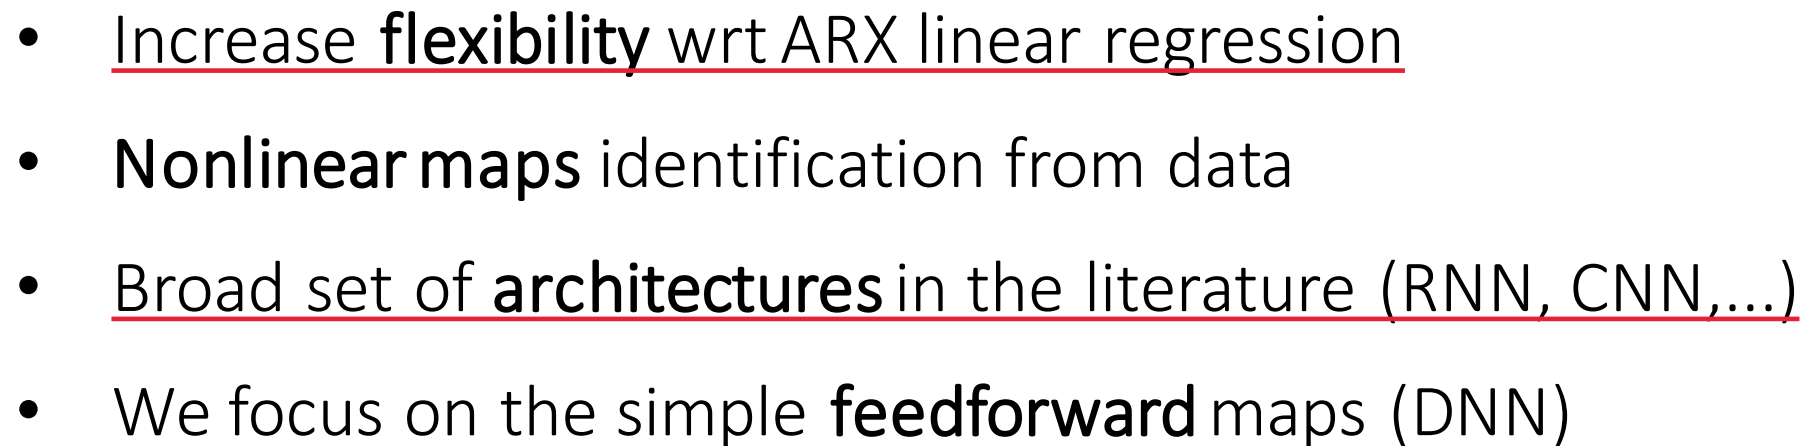 • Increase flexibility wrt ARX linear regression
• Nonlinear maps identification from data
• Broad set of architectures in the literature (RNN, CNN,...)
• We focus on the simple feedforward maps (DNN)